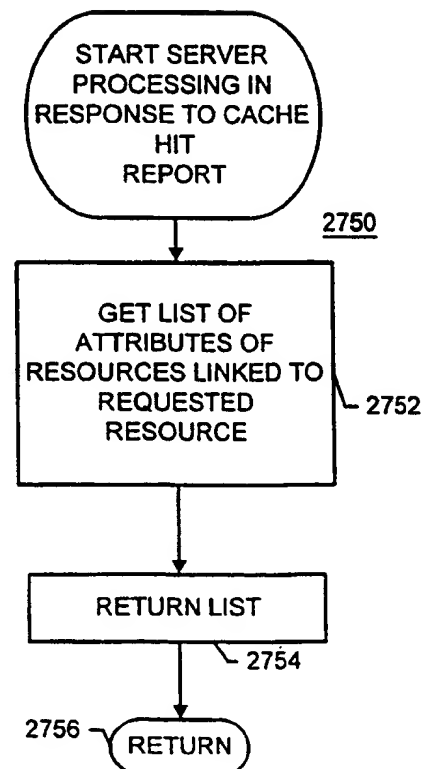 START SERVER
PROCESSING IN
RESPONSE TO CACHE
HIT
REPORT
2750
GET LIST OF
ATTRIBUTES OF
RESOURCES LINKED TO
REQUESTED
RESOURCE
2752
RETURN LIST
2754
2756
RETURN